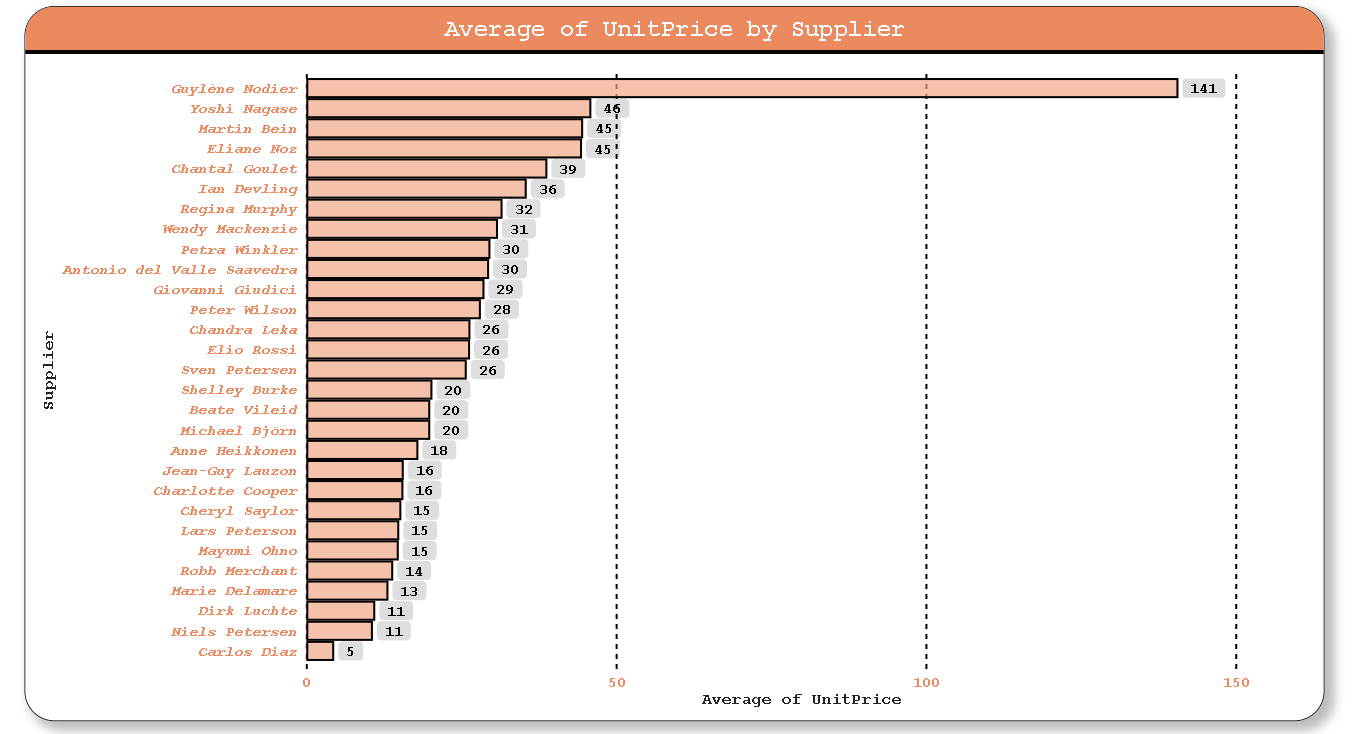 Average of UnitPrice by Supplier
Guylène Nodier 141
Yoshi Nagase 46
Martin Bein 45
Eliane Noz 45
Chantal Goulet 39
Ian Devling 36
Regina Murphy 32
Wendy Mackenzie 31
Petra Winkler 30
Antonio del Valle Saavedra 30
Giovanni Giudici 29
Peter Wilson 28
Chandra Leka 26
Elio Rossi 26
Sven Petersen 26
Shelley Burke 20
Beate Vileid 20
Michael Björn 20
Anne Heikkonen 18
Jean-Guy Lauzon 16
Charlotte Cooper 16
Cheryl Saylor 15
Lars Peterson 15
Mayumi Ohno 15
Robb Merchant 14
Marie Delamare 13
Dirk Luchte 11
Niels Petersen 11
Carlos Diaz 5
Supplier
0 50 100 150
Average of UnitPrice